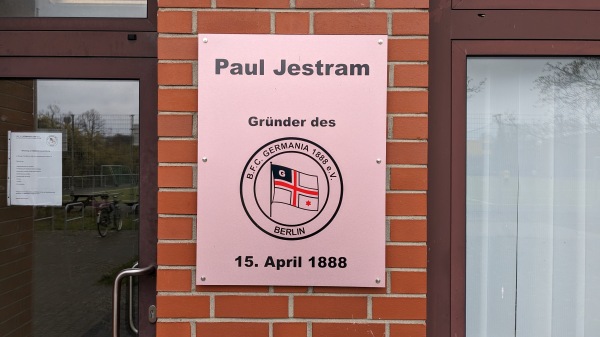 Paul Jestram
Gründer des
B.F.C. GERMANIA 1888 e.V.
G
BERLIN
15. April 1888